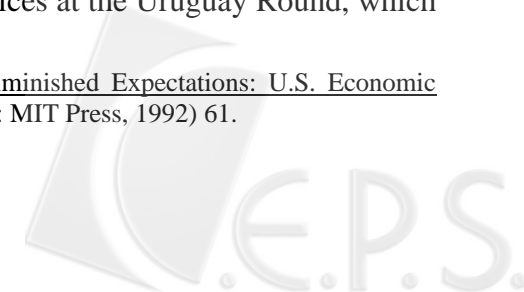 ices at the Uruguay Round, which
minished Expectations: U.S. Economic
: MIT Press, 1992) 61.
C.E.P.S.